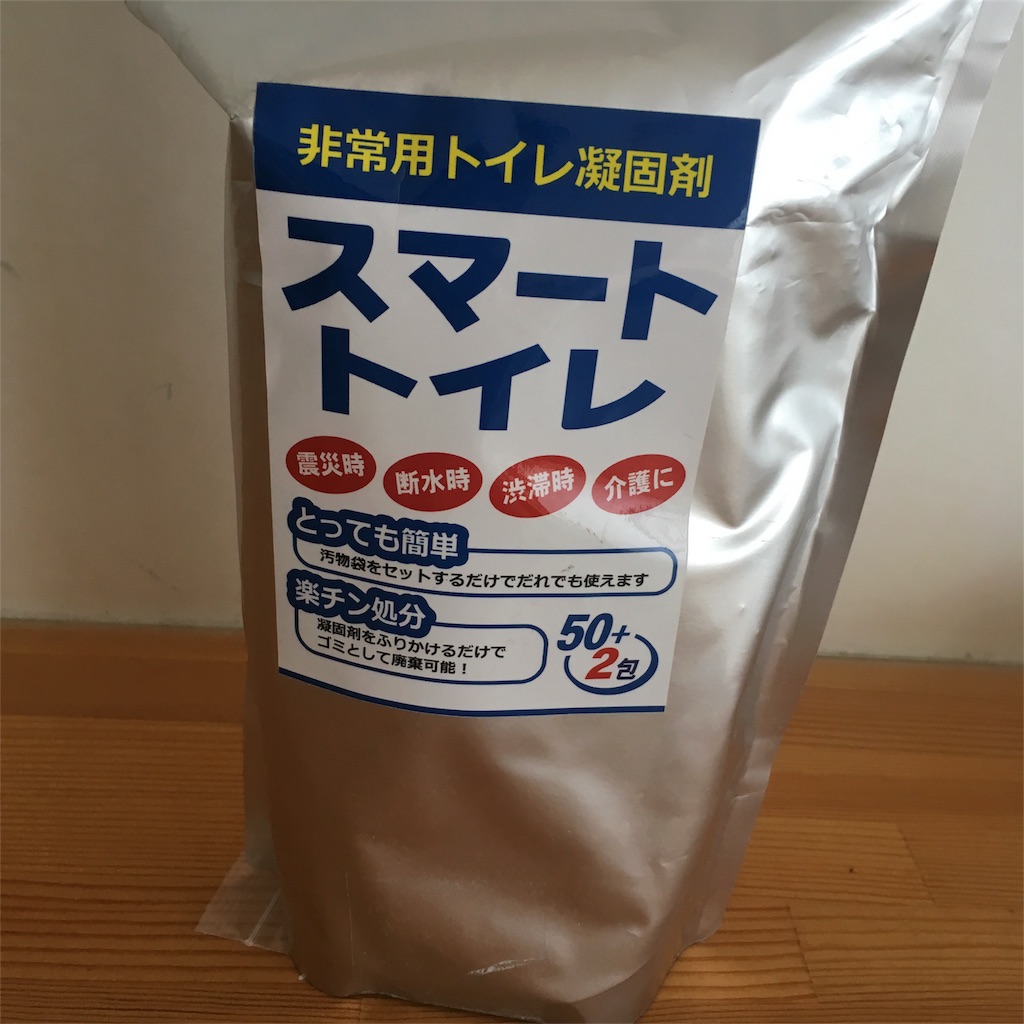 非常用トイレ凝固剤
スマート
トイレ
震災時 断水時 渋滞時 介護に
とっても簡単
汚物袋をセットするだけでだれでも使えます
楽チン処分
凝固剤をふりかけるだけで
ゴミとして廃棄可能！
50+
2包